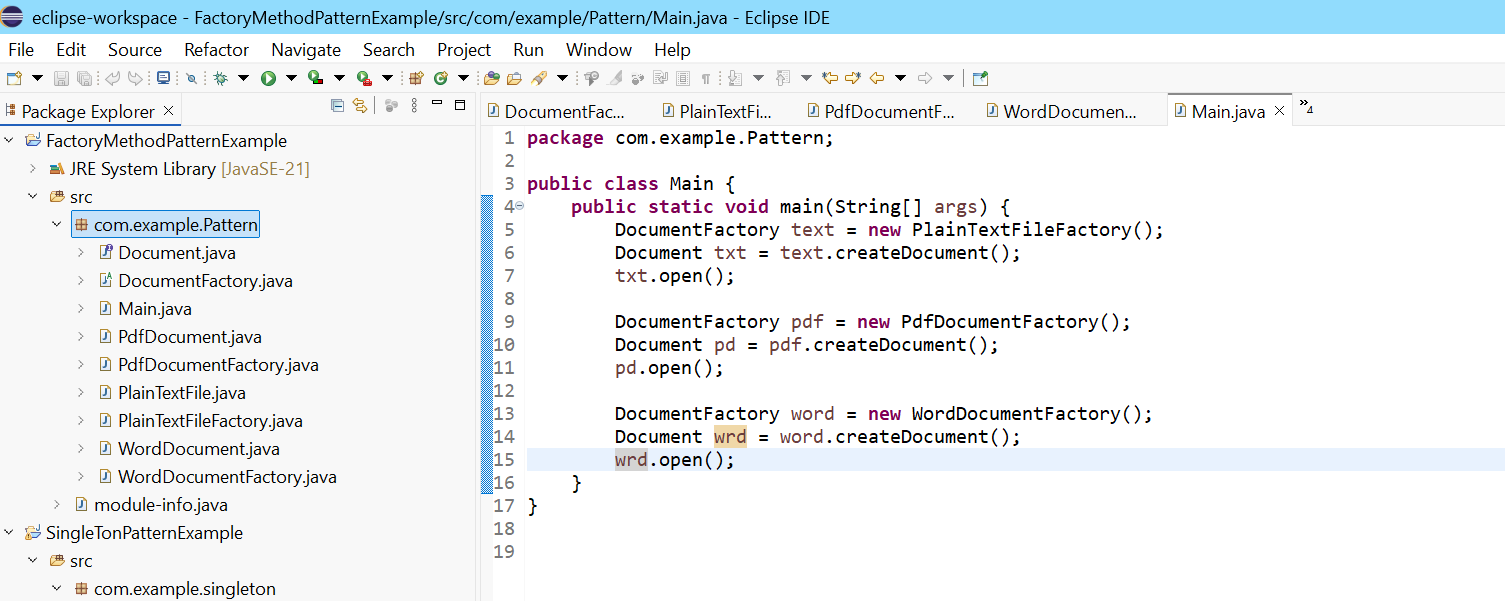 eclipse-workspace - FactoryMethodPatternExample/src/com/example/Pattern/Main.java - Eclipse IDE
File Edit Source Refactor Navigate Search Project Run Window Help
Package Explorer
FactoryMethodPatternExample
JRE System Library [JavaSE-21]
src
com.example.Pattern
Document.java
DocumentFactory.java
Main.java
PdfDocument.java
PdfDocumentFactory.java
PlainTextFile.java
PlainTextFileFactory.java
WordDocument.java
WordDocumentFactory.java
module-info.java
SingleTonPatternExample
src
com.example.singleton
DocumentFac... PlainTextFi... PdfDocumentF... WordDocumen... Main.java »4
1 package com.example.Pattern;
2
3 public class Main {
4 public static void main(String[] args) {
5 DocumentFactory text = new PlainTextFileFactory();
6 Document txt = text.createDocument();
7 txt.open();
8
9 DocumentFactory pdf = new PdfDocumentFactory();
10 Document pd = pdf.createDocument();
11 pd.open();
12
13 DocumentFactory word = new WordDocumentFactory();
14 Document wrd = word.createDocument();
15 wrd.open();
16 }
17 }
18
19